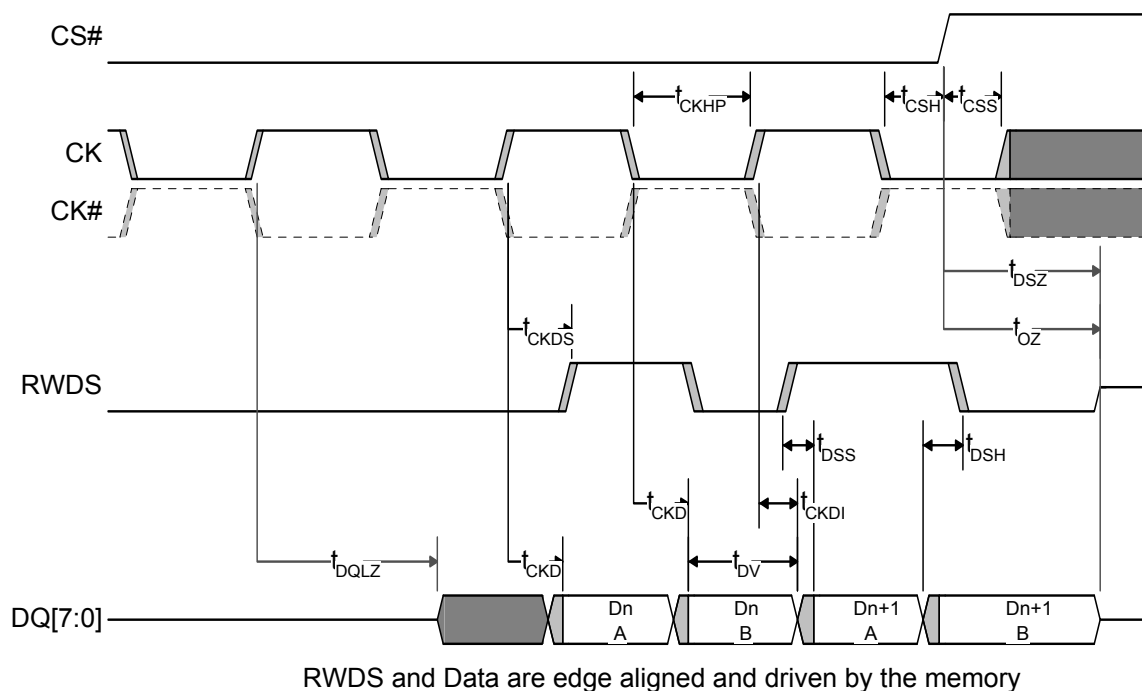 CS#
tCKHP
tCSH
tCSS
CK
CK#
tDSZ
tCKDS
tOZ
RWDS
tDSS
tDSH
tCKD
tCKDI
tDQLZ
tCKD
tDV
DQ[7:0]
Dn
A
Dn
B
Dn+1
A
Dn+1
B
RWDS and Data are edge aligned and driven by the memory